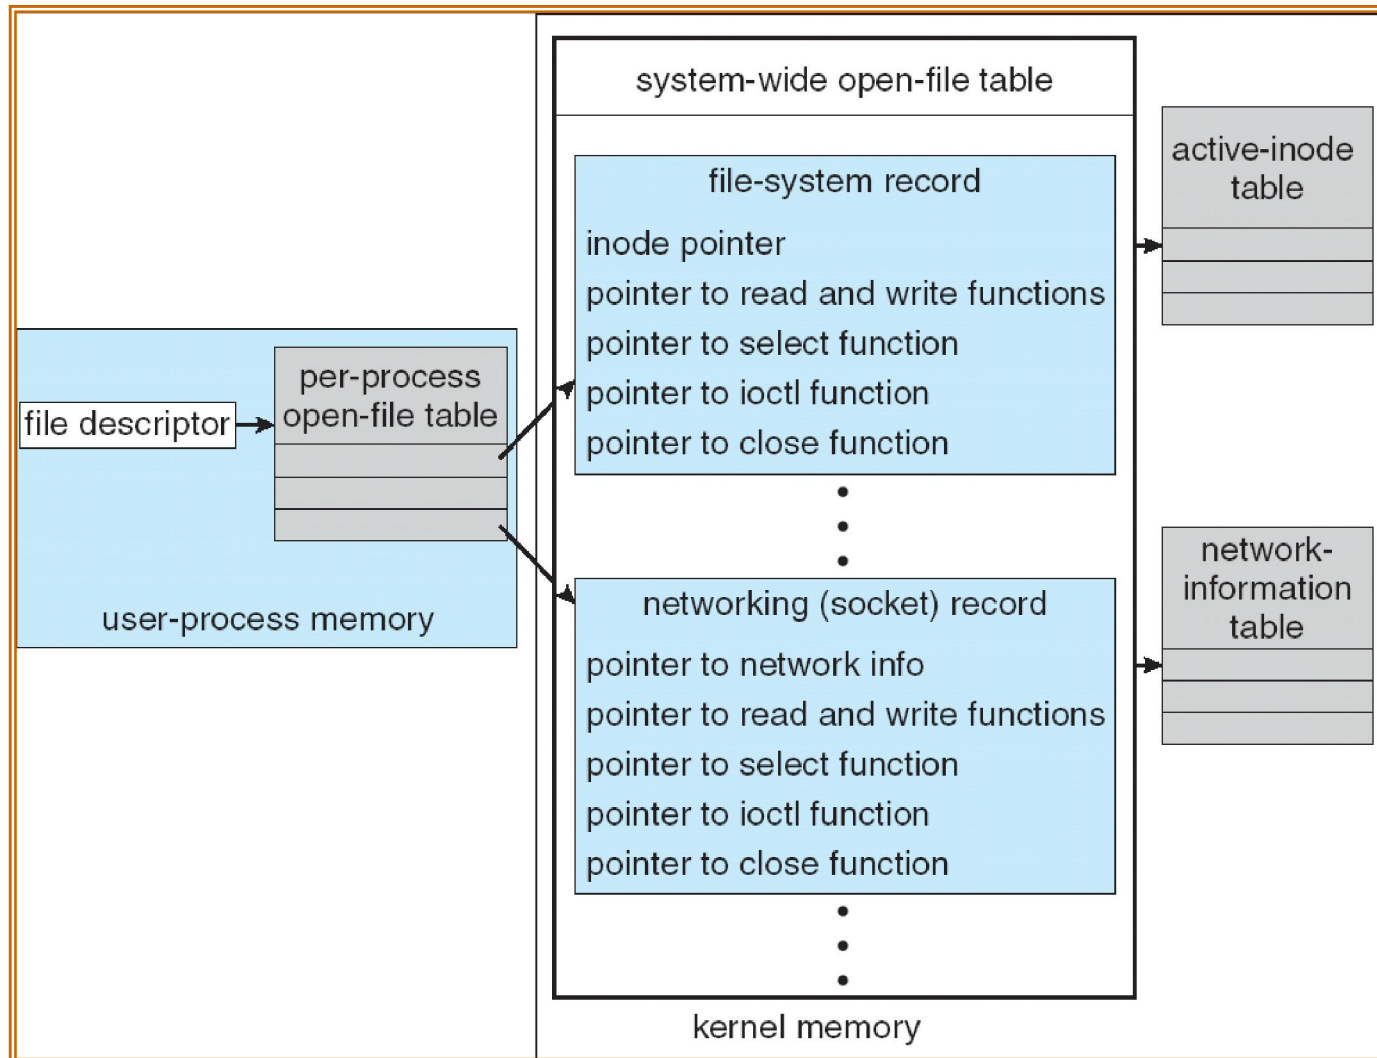 system-wide open-file table
file-system record
inode pointer
pointer to read and write functions
pointer to select function
pointer to ioctl function
pointer to close function
active-inode
table
file descriptor
per-process
open-file table
user-process memory
networking (socket) record
pointer to network info
pointer to read and write functions
pointer to select function
pointer to ioctl function
pointer to close function
network-
information
table
kernel memory